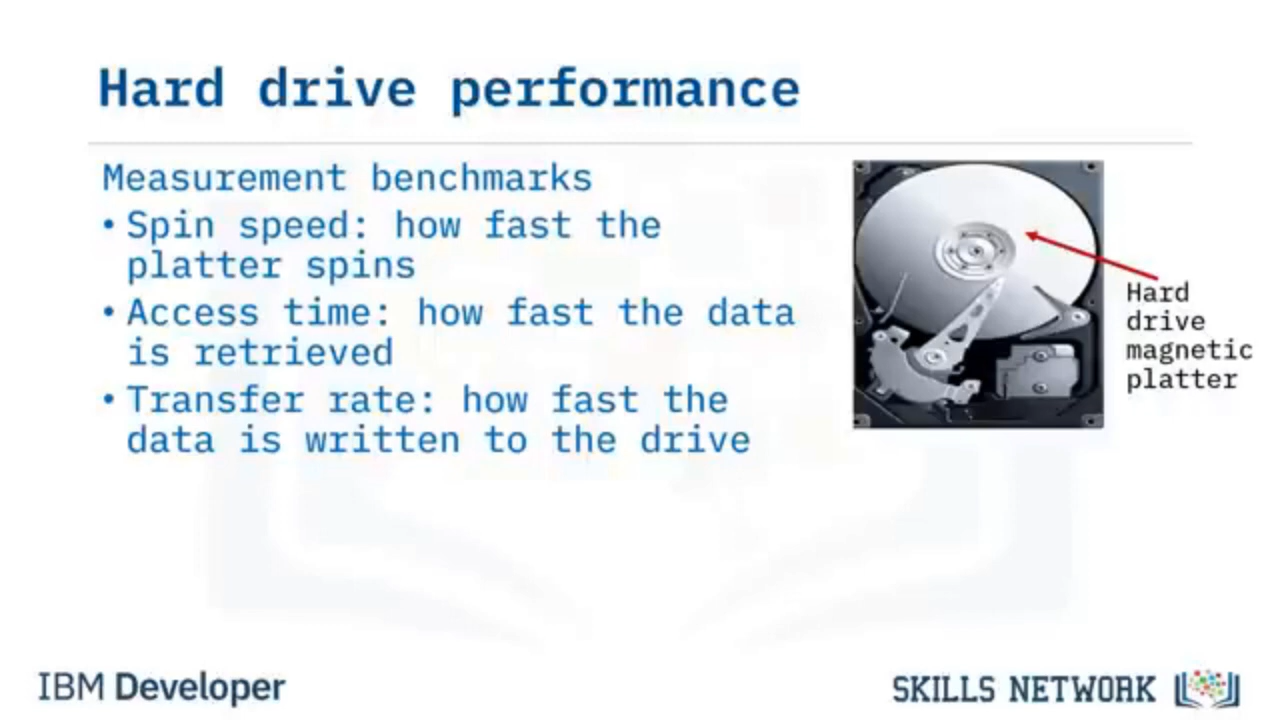 Hard drive performance
Measurement benchmarks
• Spin speed: how fast the
platter spins
• Access time: how fast the data
is retrieved
• Transfer rate: how fast the
data is written to the drive
Hard
drive
magnetic
platter
IBM Developer
SKILLS NETWORK